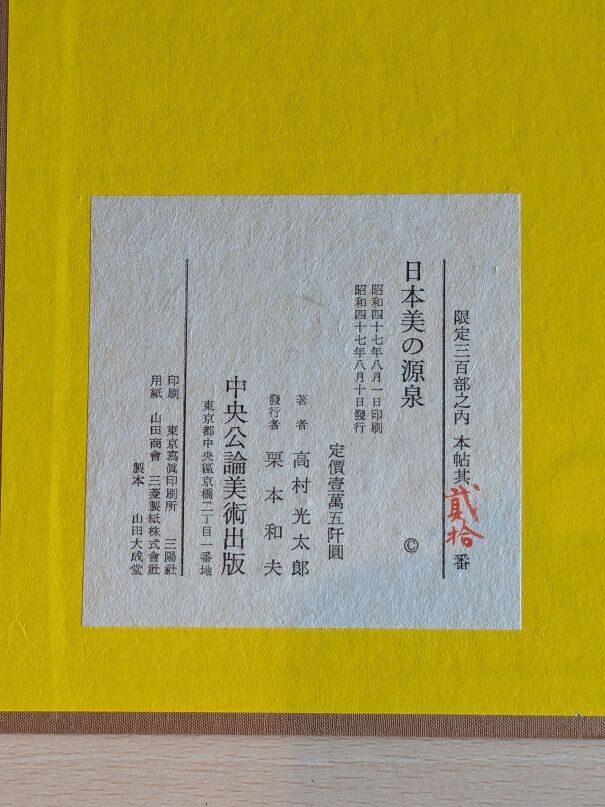 限定三百部之内 本帖其貳拾番
日本美の源泉
昭和四十七年八月一日印刷
昭和四十七年八月十日發行
定價壹萬五阡圓
©
著者 高村光太郎
發行者 栗本和夫
中央公論美術出版
東京都中央區京橋二丁目一番地
印刷 東京寫眞印刷所 三陽社
用紙 山田商會 三菱製紙株式會社
製本 山田大成堂